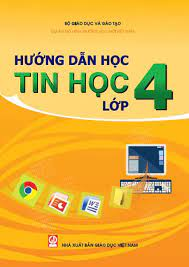 BỘ GIÁO DỤC VÀ ĐÀO TẠO
HƯỚNG DẪN HỌC
TIN HỌC 4
LỚP
NHÀ XUẤT BẢN GIÁO DỤC VIỆT NAM